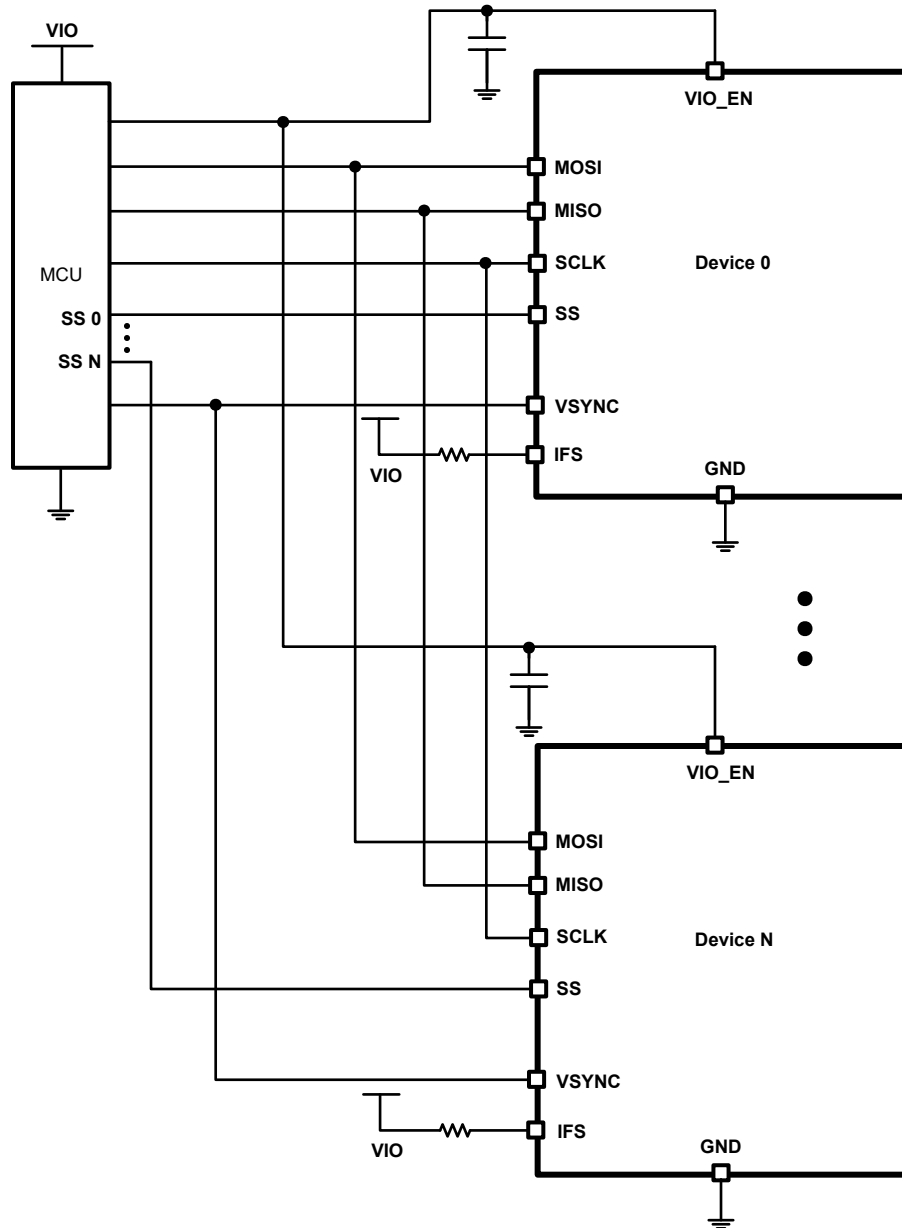 VIO
VIO_EN
MOSI
MISO
SCLK
Device 0
MCU
SS 0
SS
SS N
VSYNC
IFS
VIO
GND
VIO_EN
MOSI
MISO
SCLK
Device N
SS
VSYNC
IFS
VIO
GND